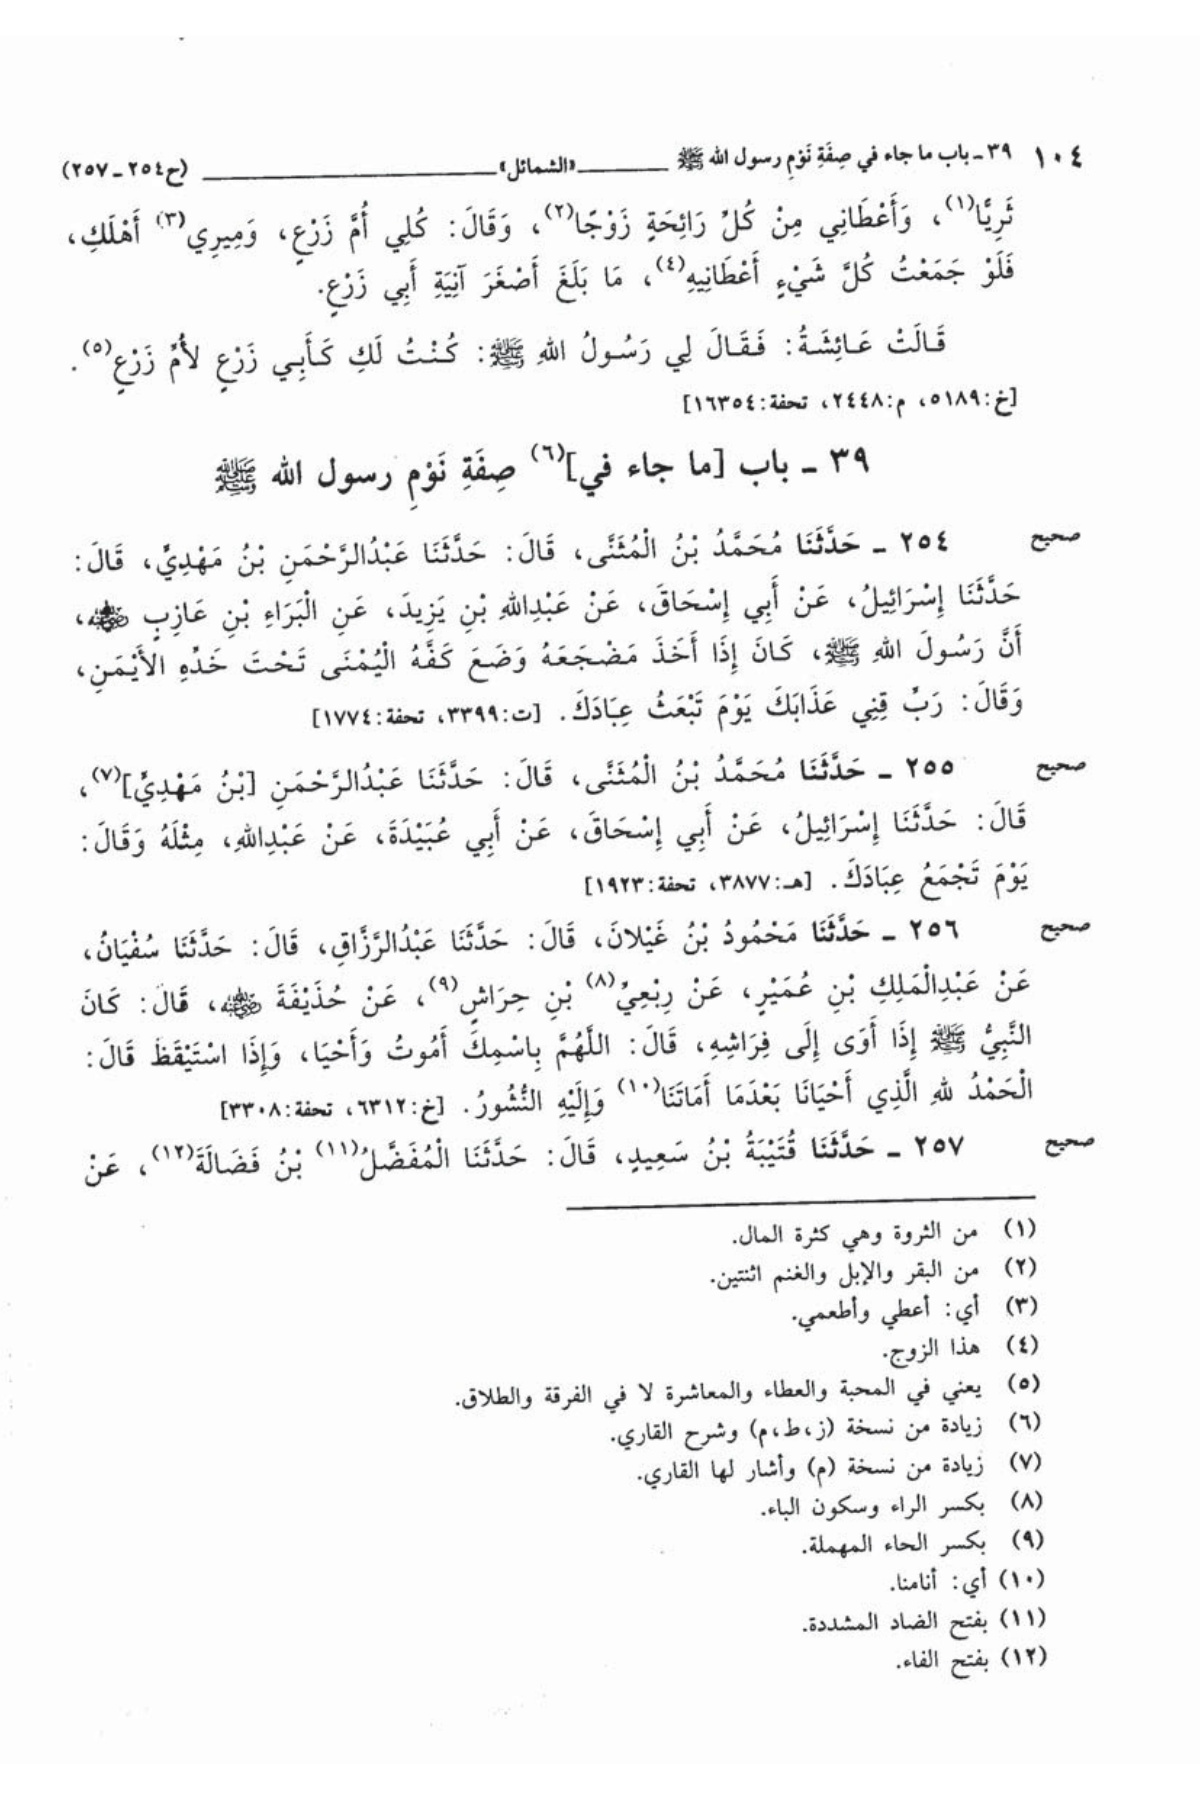 ١٠٤ ٣٩ـ باب ما جاء في صِفَةِ نَوْمِ رسول الله ﷺ «الشمائل» (ح٢٥٤ـ٢٥٧)
ثَرِيًّا(١)، وَأَعْطَانِي مِنْ كُلِّ رَائِحَةٍ زَوْجًا(٢)، وَقَالَ: كُلِي أُمَّ زَرْعٍ، وَمِيرِي(٣) أَهْلَكِ،
فَلَوْ جَمَعْتُ كُلَّ شَيْءٍ أَعْطَانِيهِ(٤)، مَا بَلَغَ أَصْغَرَ آنِيَةِ أَبِي زَرْعٍ.
قَالَتْ عَائِشَةُ: فَقَالَ لِي رَسُولُ اللهِ ﷺ: كُنْتُ لَكِ كَأَبِي زَرْعٍ لأُمِّ زَرْعٍ(٥).
[خ:٥١٨٩، م:٢٤٤٨، تحفة:١٦٣٥٤]
٣٩ ـ باب [ما جاء في](٦) صِفَةِ نَوْمِ رسول الله ﷺ
صحيح ٢٥٤ ـ حَدَّثَنَا مُحَمَّدُ بْنُ الْمُثَنَّى، قَالَ: حَدَّثَنَا عَبْدُالرَّحْمَنِ بْنُ مَهْدِيٍّ، قَالَ:
حَدَّثَنَا إِسْرَائِيلُ، عَنْ أَبِي إِسْحَاقَ، عَنْ عَبْدِاللهِ بْنِ يَزِيدَ، عَنِ الْبَرَاءِ بْنِ عَازِبٍ رضي الله عنه،
أَنَّ رَسُولَ اللهِ ﷺ، كَانَ إِذَا أَخَذَ مَضْجَعَهُ وَضَعَ كَفَّهُ الْيُمْنَى تَحْتَ خَدِّهِ الأَيْمَنِ،
وَقَالَ: رَبِّ قِنِي عَذَابَكَ يَوْمَ تَبْعَثُ عِبَادَكَ. [ت:٣٣٩٩، تحفة:١٧٧٤]
صحيح ٢٥٥ ـ حَدَّثَنَا مُحَمَّدُ بْنُ الْمُثَنَّى، قَالَ: حَدَّثَنَا عَبْدُالرَّحْمَنِ [بْنُ مَهْدِيٍّ](٧)،
قَالَ: حَدَّثَنَا إِسْرَائِيلُ، عَنْ أَبِي إِسْحَاقَ، عَنْ أَبِي عُبَيْدَةَ، عَنْ عَبْدِاللهِ، مِثْلَهُ وَقَالَ:
يَوْمَ تَجْمَعُ عِبَادَكَ. [هـ:٣٨٧٧، تحفة:١٩٢٣]
صحيح ٢٥٦ ـ حَدَّثَنَا مَحْمُودُ بْنُ غَيْلانَ، قَالَ: حَدَّثَنَا عَبْدُالرَّزَّاقِ، قَالَ: حَدَّثَنَا سُفْيَانُ،
عَنْ عَبْدِالْمَلِكِ بْنِ عُمَيْرٍ، عَنْ رِبْعِيِّ(٨) بْنِ حِرَاشٍ(٩)، عَنْ حُذَيْفَةَ رضي الله عنه، قَالَ: كَانَ
النَّبِيُّ ﷺ إِذَا أَوَى إِلَى فِرَاشِهِ، قَالَ: اللَّهُمَّ بِاسْمِكَ أَمُوتُ وَأَحْيَا، وَإِذَا اسْتَيْقَظَ قَالَ:
الْحَمْدُ للهِ الَّذِي أَحْيَانَا بَعْدَمَا أَمَاتَنَا(١٠) وَإِلَيْهِ النُّشُورُ. [خ:٦٣١٢، تحفة:٣٣٠٨]
صحيح ٢٥٧ ـ حَدَّثَنَا قُتَيْبَةُ بْنُ سَعِيدٍ، قَالَ: حَدَّثَنَا الْمُفَضَّلُ(١١) بْنُ فَضَالَةَ(١٢)، عَنْ
(١) من الثروة وهي كثرة المال.
(٢) من البقر والإبل والغنم اثنتين.
(٣) أي: أعطي وأطعمي.
(٤) هذا الزوج.
(٥) يعني في المحبة والعطاء والمعاشرة لا في الفرقة والطلاق.
(٦) زيادة من نسخة (ز،ط،م) وشرح القاري.
(٧) زيادة من نسخة (م) وأشار لها القاري.
(٨) بكسر الراء وسكون الباء.
(٩) بكسر الحاء المهملة.
(١٠) أي: أنامنا.
(١١) بفتح الضاد المشددة.
(١٢) بفتح الفاء.